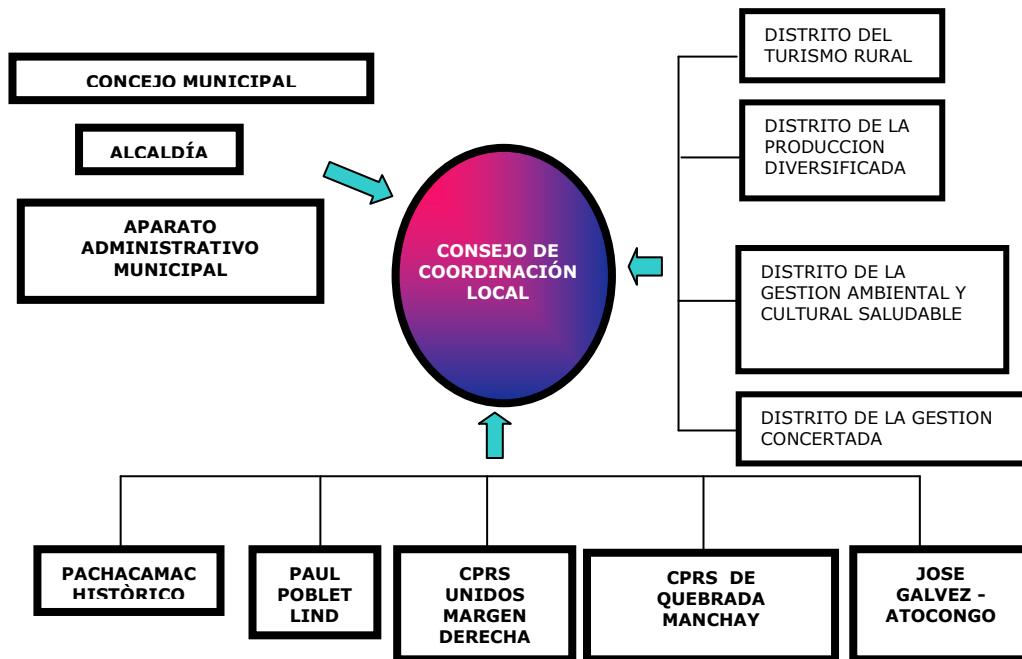 CONCEJO MUNICIPAL
ALCALDÍA
APARATO
ADMINISTRATIVO
MUNICIPAL
CONSEJO DE
COORDINACIÓN
LOCAL
DISTRITO DEL
TURISMO RURAL
DISTRITO DE LA
PRODUCCION
DIVERSIFICADA
DISTRITO DE LA
GESTION AMBIENTAL Y
CULTURAL SALUDABLE
DISTRITO DE LA GESTION
CONCERTADA
PACHACAMAC
HISTÒRICO
PAUL
POBLET
LIND
CPRS
UNIDOS
MARGEN
DERECHA
CPRS DE
QUEBRADA
MANCHAY
JOSE
GALVEZ -
ATOCONGO